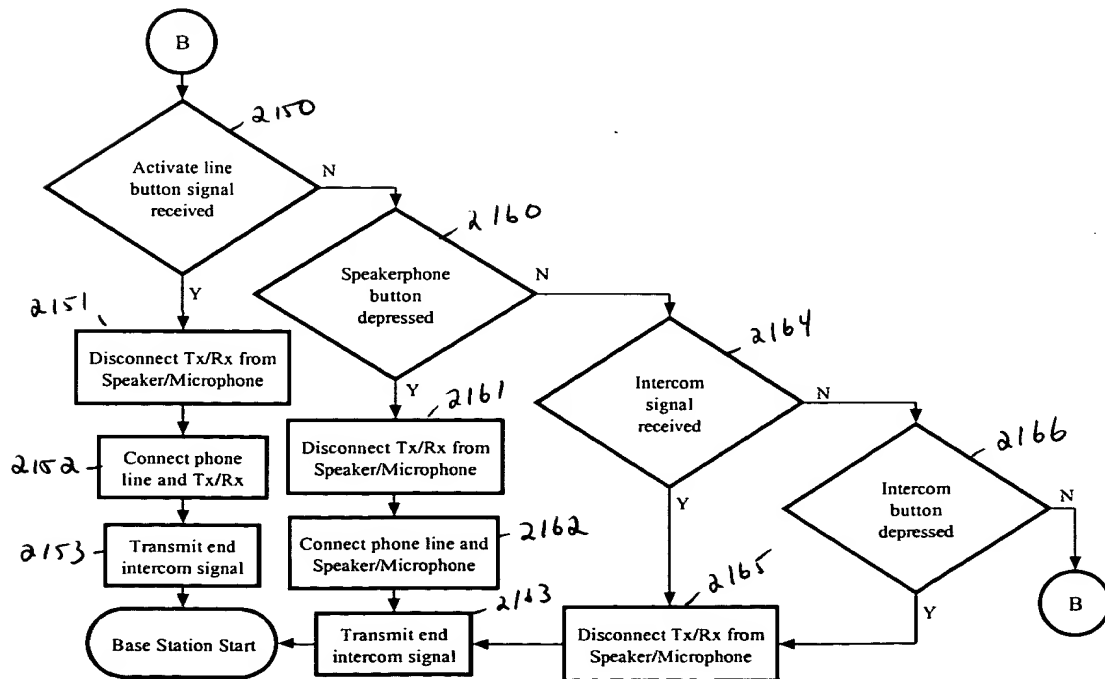 B
2150
Activate line
button signal
received
N
Y
2160
Speakerphone
button
depressed
N
Y
2164
Intercom
signal
received
N
Y
2166
Intercom
button
depressed
N
Y
B
2151
Disconnect Tx/Rx from
Speaker/Microphone
2152
Connect phone
line and Tx/Rx
2153
Transmit end
intercom signal
Base Station Start
2161
Disconnect Tx/Rx from
Speaker/Microphone
2162
Connect phone line and
Speaker/Microphone
2163
Transmit end
intercom signal
2165
Disconnect Tx/Rx from
Speaker/Microphone